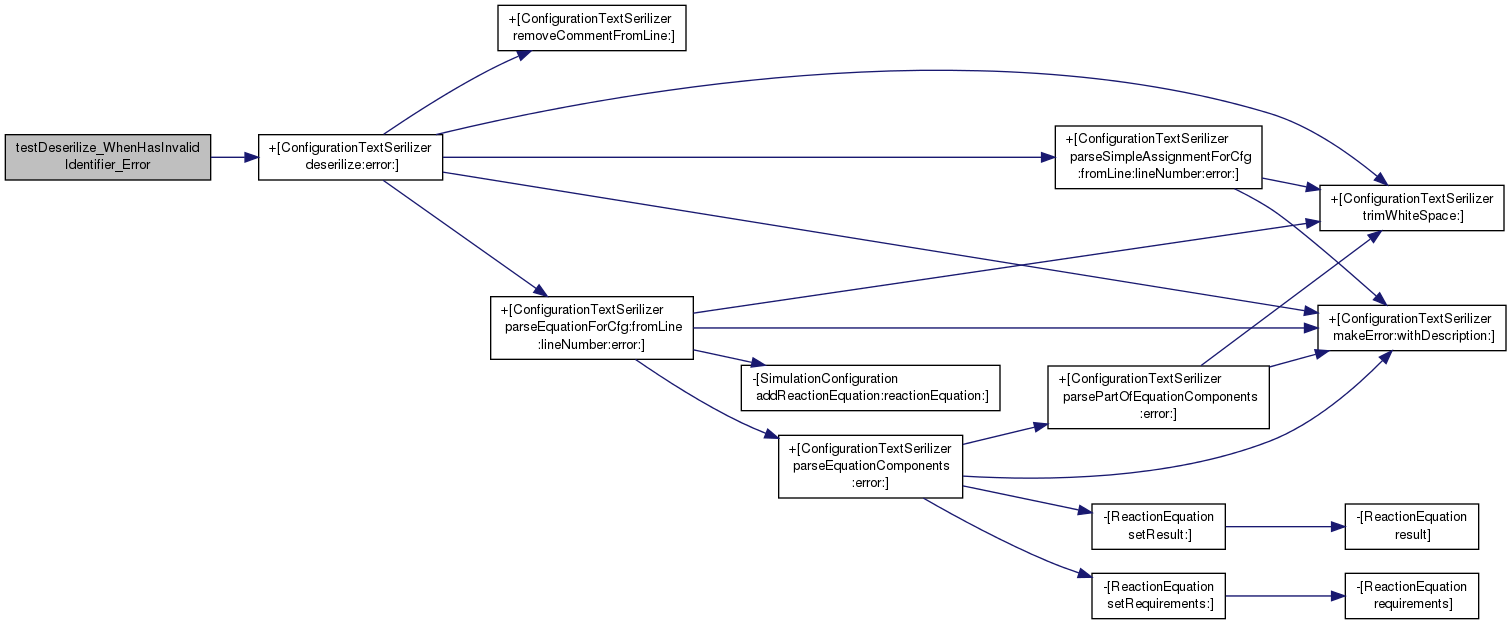 +[ConfigurationTextSerilizer
removeCommentFromLine:]
testDeserilize_WhenHasInvalid
Identifier_Error
+[ConfigurationTextSerilizer
deserilize:error:]
+[ConfigurationTextSerilizer
parseSimpleAssignmentForCfg
:fromLine:lineNumber:error:]
+[ConfigurationTextSerilizer
trimWhiteSpace:]
+[ConfigurationTextSerilizer
parseEquationForCfg:fromLine
:lineNumber:error:]
+[ConfigurationTextSerilizer
makeError:withDescription:]
-[SimulationConfiguration
addReactionEquation:reactionEquation:]
+[ConfigurationTextSerilizer
parsePartOfEquationComponents
:error:]
+[ConfigurationTextSerilizer
parseEquationComponents
:error:]
-[ReactionEquation
setResult:]
-[ReactionEquation
result]
-[ReactionEquation
setRequirements:]
-[ReactionEquation
requirements]